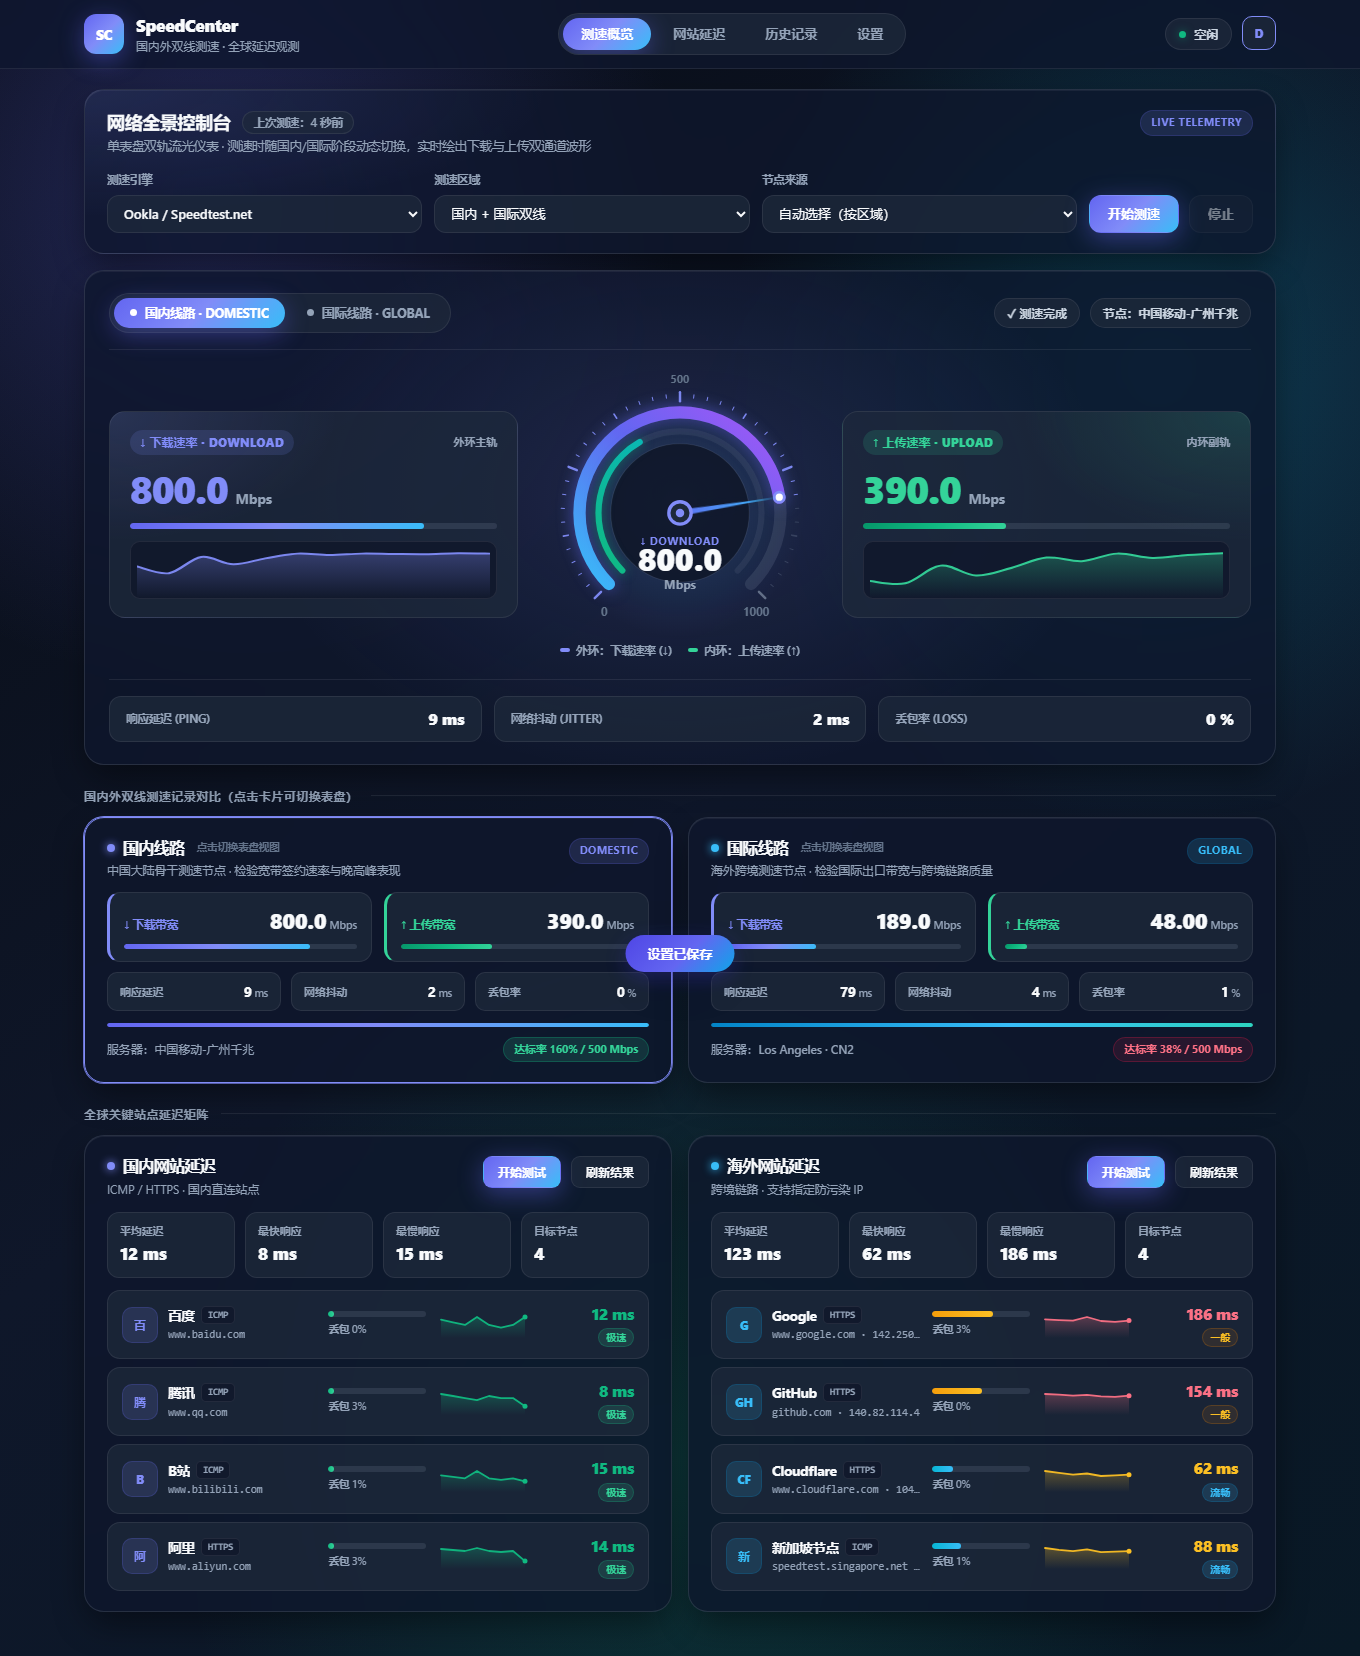 SC
SpeedCenter
国内外双线测速 · 全球延迟观测
测速概览
网站延迟
历史记录
设置
空闲
D
网络全景控制台
上次测速：4 秒前
LIVE TELEMETRY
单表盘双轨流光仪表 · 测速时随国内/国际阶段动态切换，实时绘出下载与上传双通道波形
测速引擎
测速区域
节点来源
Ookla / Speedtest.net
国内 + 国际双线
自动选择（按区域）
开始测速
停止
国内线路 · DOMESTIC
国际线路 · GLOBAL
✓ 测速完成
节点：中国移动-广州千兆
↓ 下载速率 · DOWNLOAD
外环主轨
800.0 Mbps
500
↓ DOWNLOAD
800.0
Mbps
0
1000
↑ 上传速率 · UPLOAD
内环副轨
390.0 Mbps
外环：下载速率 (↓)
内环：上传速率 (↑)
响应延迟 (PING)
9 ms
网络抖动 (JITTER)
2 ms
丢包率 (LOSS)
0 %
国内外双线测速记录对比（点击卡片可切换表盘）
国内线路
点击切换表盘视图
DOMESTIC
中国大陆骨干测速节点 · 检验宽带签约速率与晚高峰表现
↓ 下载带宽
800.0 Mbps
↑ 上传带宽
390.0 Mbps
响应延迟
9 ms
网络抖动
2 ms
丢包率
0 %
服务器：中国移动-广州千兆
达标率 160% / 500 Mbps
设置已保存
国际线路
点击切换表盘视图
GLOBAL
海外跨境测速节点 · 检验国际出口带宽与跨境链路质量
↓ 下载带宽
189.0 Mbps
↑ 上传带宽
48.00 Mbps
响应延迟
79 ms
网络抖动
4 ms
丢包率
1 %
服务器：Los Angeles · CN2
达标率 38% / 500 Mbps
全球关键站点延迟矩阵
国内网站延迟
ICMP / HTTPS · 国内直连站点
开始测试
刷新结果
平均延迟
12 ms
最快响应
8 ms
最慢响应
15 ms
目标节点
4
百
百度 ICMP
www.baidu.com
丢包 0%
12 ms
极速
腾
腾讯 ICMP
www.qq.com
丢包 3%
8 ms
极速
B
B站 ICMP
www.bilibili.com
丢包 1%
15 ms
极速
阿
阿里 HTTPS
www.aliyun.com
丢包 3%
14 ms
极速
海外网站延迟
跨境链路 · 支持指定防污染 IP
开始测试
刷新结果
平均延迟
123 ms
最快响应
62 ms
最慢响应
186 ms
目标节点
4
G
Google HTTPS
www.google.com · 142.250…
丢包 3%
186 ms
一般
GH
GitHub HTTPS
github.com · 140.82.114.4
丢包 0%
154 ms
一般
CF
Cloudflare HTTPS
www.cloudflare.com · 104…
丢包 0%
62 ms
流畅
新
新加坡节点 ICMP
speedtest.singapore.net …
丢包 1%
88 ms
流畅